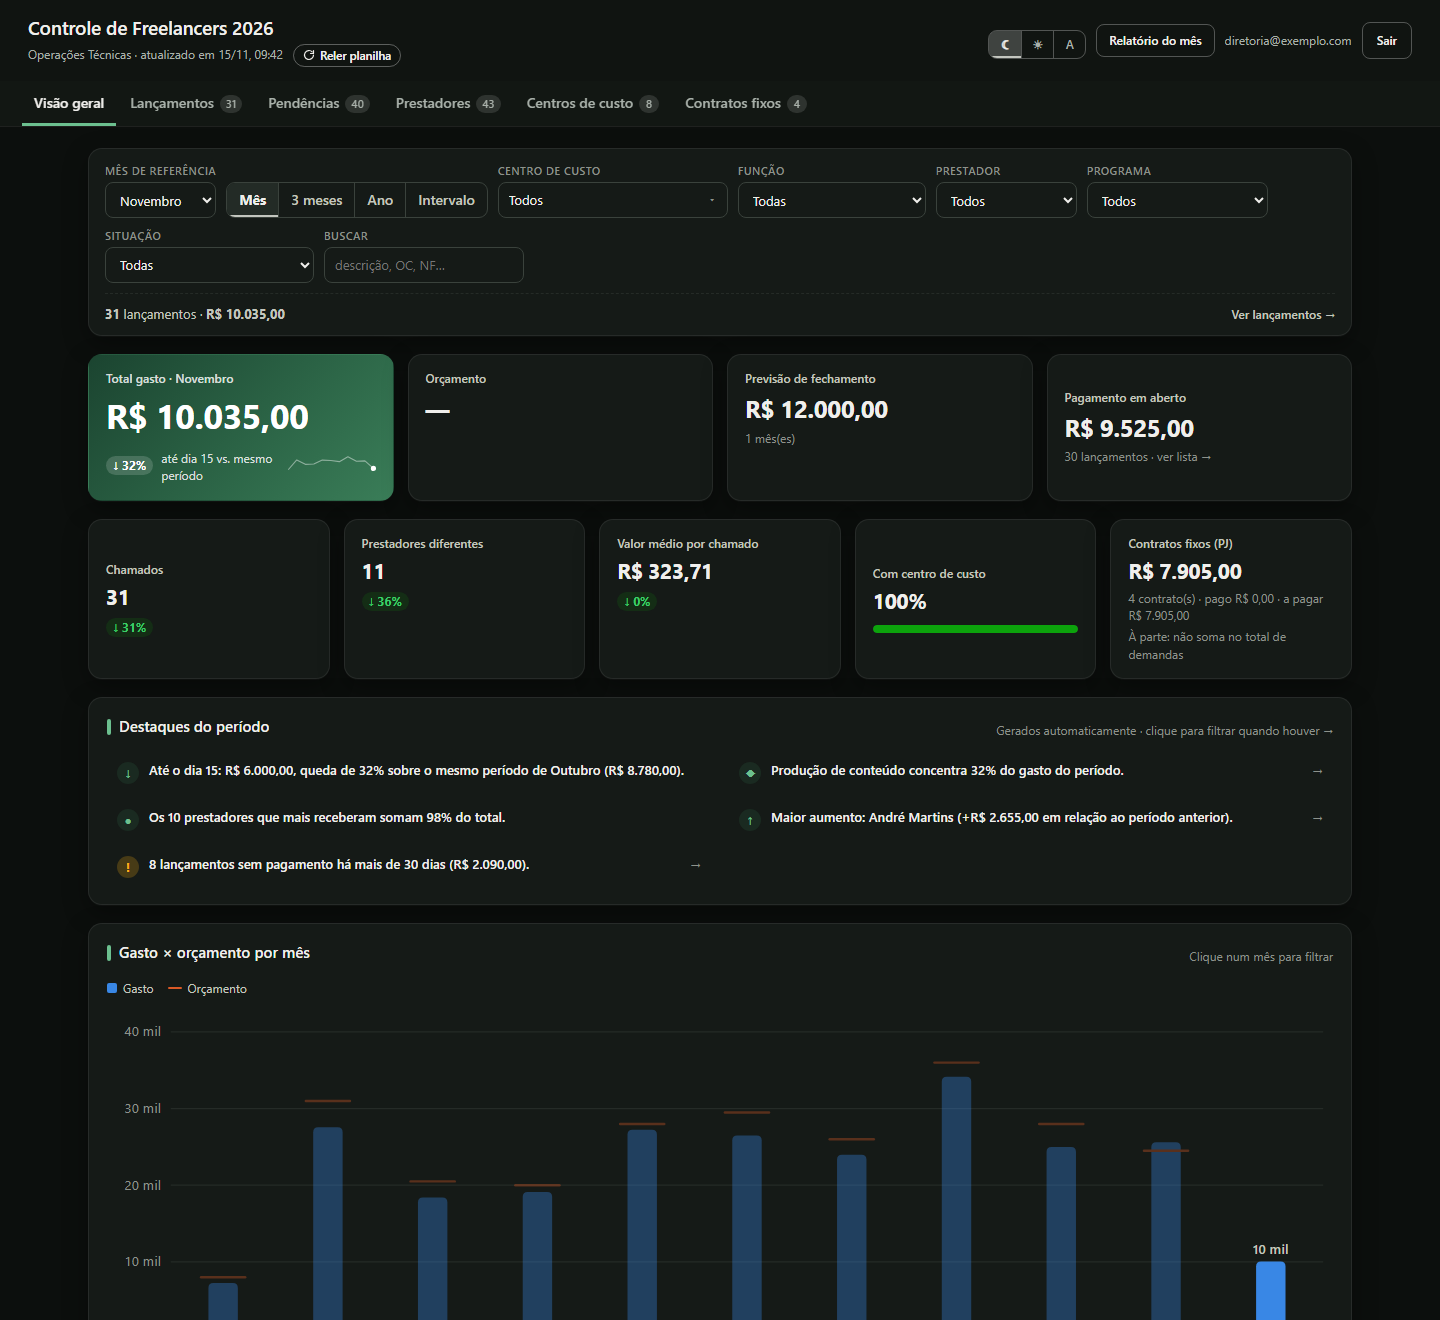 Controle de Freelancers 2026
Operações Técnicas · atualizado em 15/11, 09:42
Reler planilha
A
Relatório do mês
diretoria@exemplo.com
Sair
Visão geral
Lançamentos 31
Pendências 40
Prestadores 43
Centros de custo 8
Contratos fixos 4
MÊS DE REFERÊNCIA
Novembro
Mês
3 meses
Ano
Intervalo
CENTRO DE CUSTO
Todos
FUNÇÃO
Todas
PRESTADOR
Todos
PROGRAMA
Todos
SITUAÇÃO
Todas
BUSCAR
descrição, OC, NF...
31 lançamentos · R$ 10.035,00
Ver lançamentos →
Total gasto · Novembro
R$ 10.035,00
↓ 32%
até dia 15 vs. mesmo
período
Orçamento
—
Previsão de fechamento
R$ 12.000,00
1 mês(es)
Pagamento em aberto
R$ 9.525,00
30 lançamentos · ver lista →
Chamados
31
↓ 31%
Prestadores diferentes
11
↓ 36%
Valor médio por chamado
R$ 323,71
↓ 0%
Com centro de custo
100%
Contratos fixos (PJ)
R$ 7.905,00
4 contrato(s) · pago R$ 0,00 · a pagar
R$ 7.905,00
À parte: não soma no total de
demandas
Destaques do período
Gerados automaticamente · clique para filtrar quando houver →
↓ Até o dia 15: R$ 6.000,00, queda de 32% sobre o mesmo período de Outubro (R$ 8.780,00).
Produção de conteúdo concentra 32% do gasto do período. →
Os 10 prestadores que mais receberam somam 98% do total.
↑ Maior aumento: André Martins (+R$ 2.655,00 em relação ao período anterior). →
! 8 lançamentos sem pagamento há mais de 30 dias (R$ 2.090,00). →
Gasto × orçamento por mês
Clique num mês para filtrar
Gasto
Orçamento
40 mil
30 mil
20 mil
10 mil
10 mil